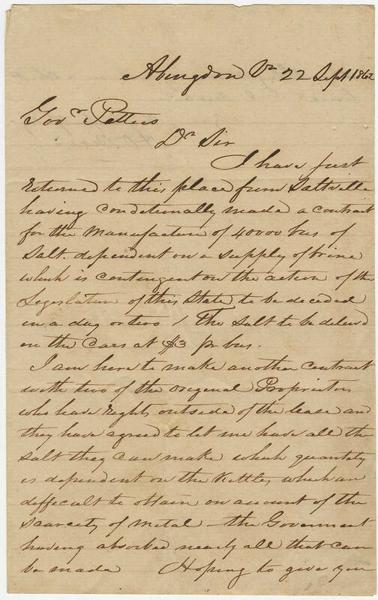 Abingdon Va 22 Sept 1862
Govr Pettus
Dr Sir
I have just
returned to this place from Saltville
having conditionally made a contract
for the Manufacture of 40000 bus of
Salt. dependent on a supply of brine
which is contingent on the action of the
Legislature of this State to be decided
in a day or two / The Salt to be delivd
on the Cars at $3 pr bus.
I am here to make another contract
with two of the original Proprietors
who have rights outside of the lease and
they have agreed to let me have all the
Salt they can make which quantity
is dependent on the Kettles which are
difficult to obtain on account of the
scarcity of metal - the Goverment
having absorbed nearly all that can
be made Hoping to give you